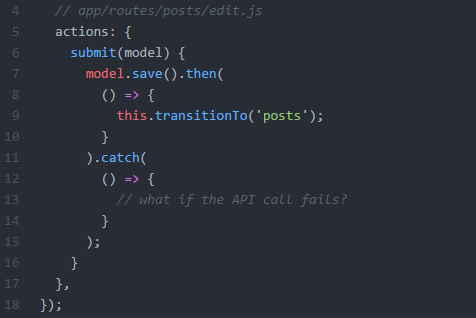 4 // app/routes/posts/edit.js
5 actions: {
6 submit(model) {
7 model.save().then(
8 () => {
9 this.transitionTo('posts');
10 }
11 ).catch(
12 () => {
13 // what if the API call fails?
14 }
15 );
16 }
17 },
18 });